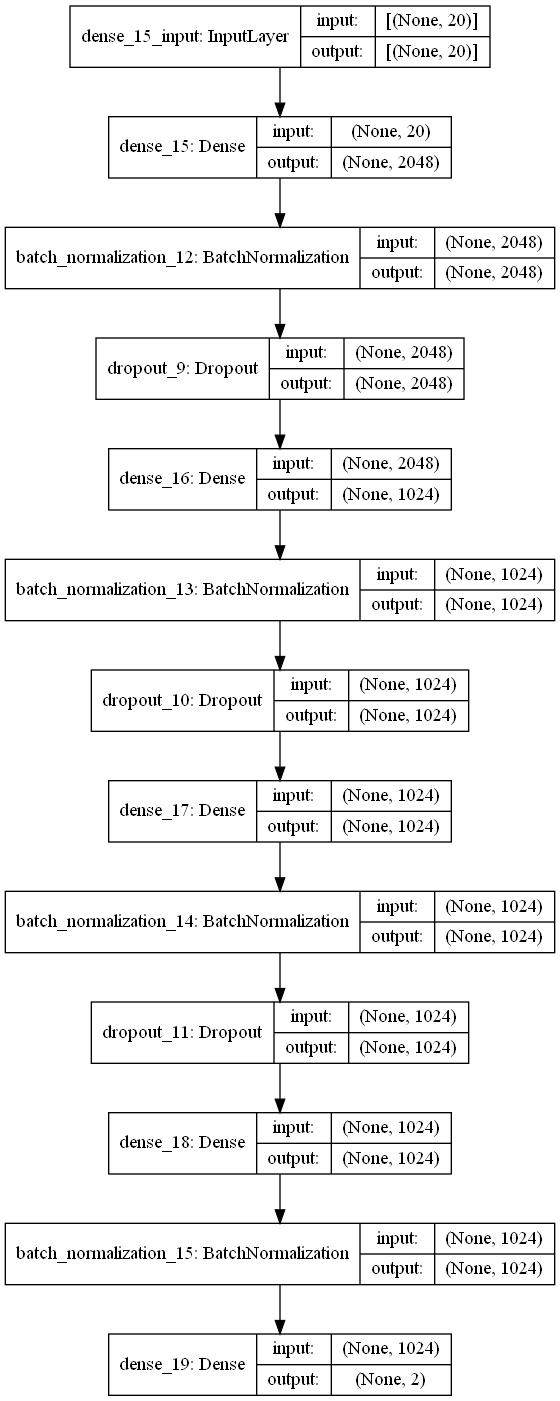 dense_15_input: InputLayer
input: [(None, 20)]
output: [(None, 20)]
dense_15: Dense
input: (None, 20)
output: (None, 2048)
batch_normalization_12: BatchNormalization
input: (None, 2048)
output: (None, 2048)
dropout_9: Dropout
input: (None, 2048)
output: (None, 2048)
dense_16: Dense
input: (None, 2048)
output: (None, 1024)
batch_normalization_13: BatchNormalization
input: (None, 1024)
output: (None, 1024)
dropout_10: Dropout
input: (None, 1024)
output: (None, 1024)
dense_17: Dense
input: (None, 1024)
output: (None, 1024)
batch_normalization_14: BatchNormalization
input: (None, 1024)
output: (None, 1024)
dropout_11: Dropout
input: (None, 1024)
output: (None, 1024)
dense_18: Dense
input: (None, 1024)
output: (None, 1024)
batch_normalization_15: BatchNormalization
input: (None, 1024)
output: (None, 1024)
dense_19: Dense
input: (None, 1024)
output: (None, 2)